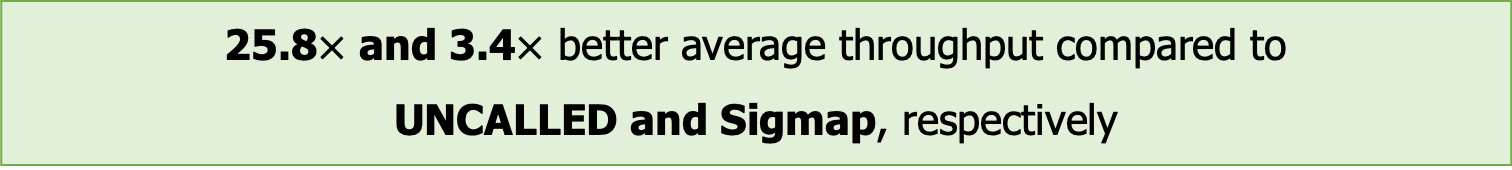 25.8× and 3.4× better average throughput compared to
UNCALLED and Sigmap, respectively